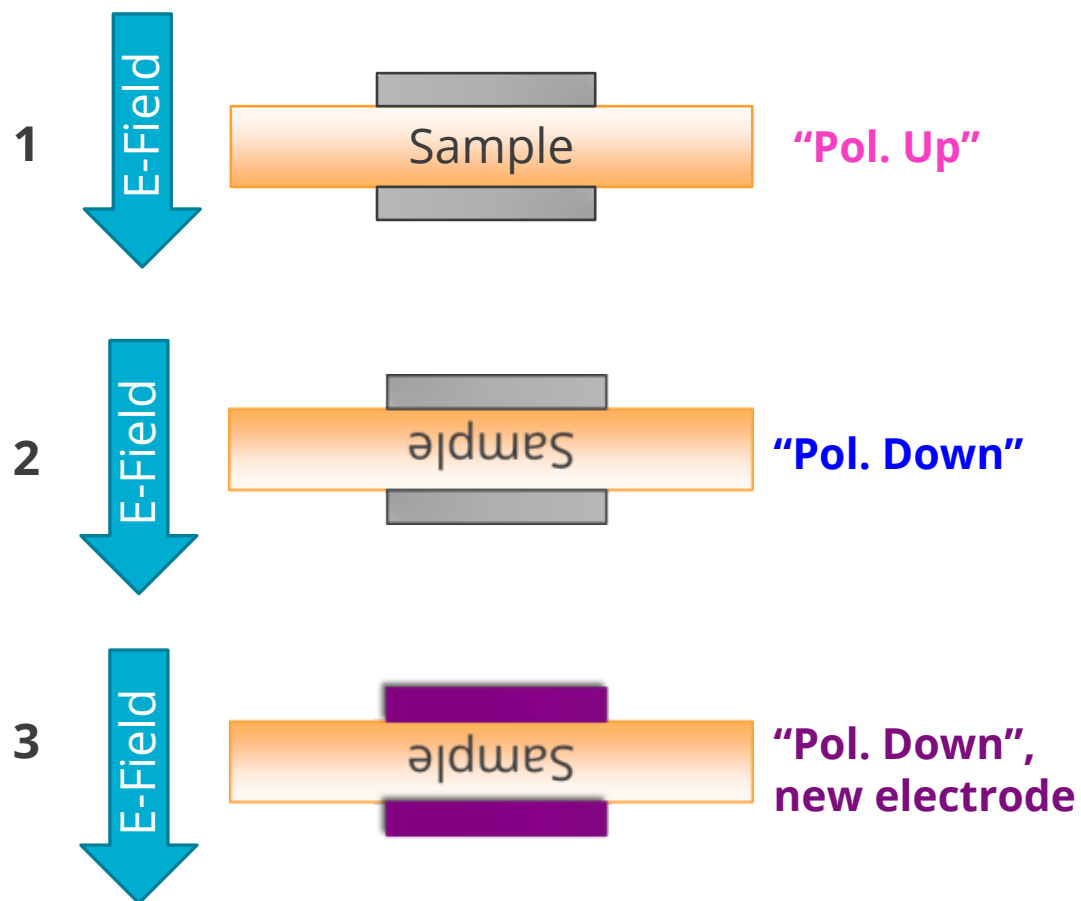 1
E-Field
Sample
“Pol. Up”
2
E-Field
Sample
“Pol. Down”
3
E-Field
Sample
“Pol. Down”,
new electrode